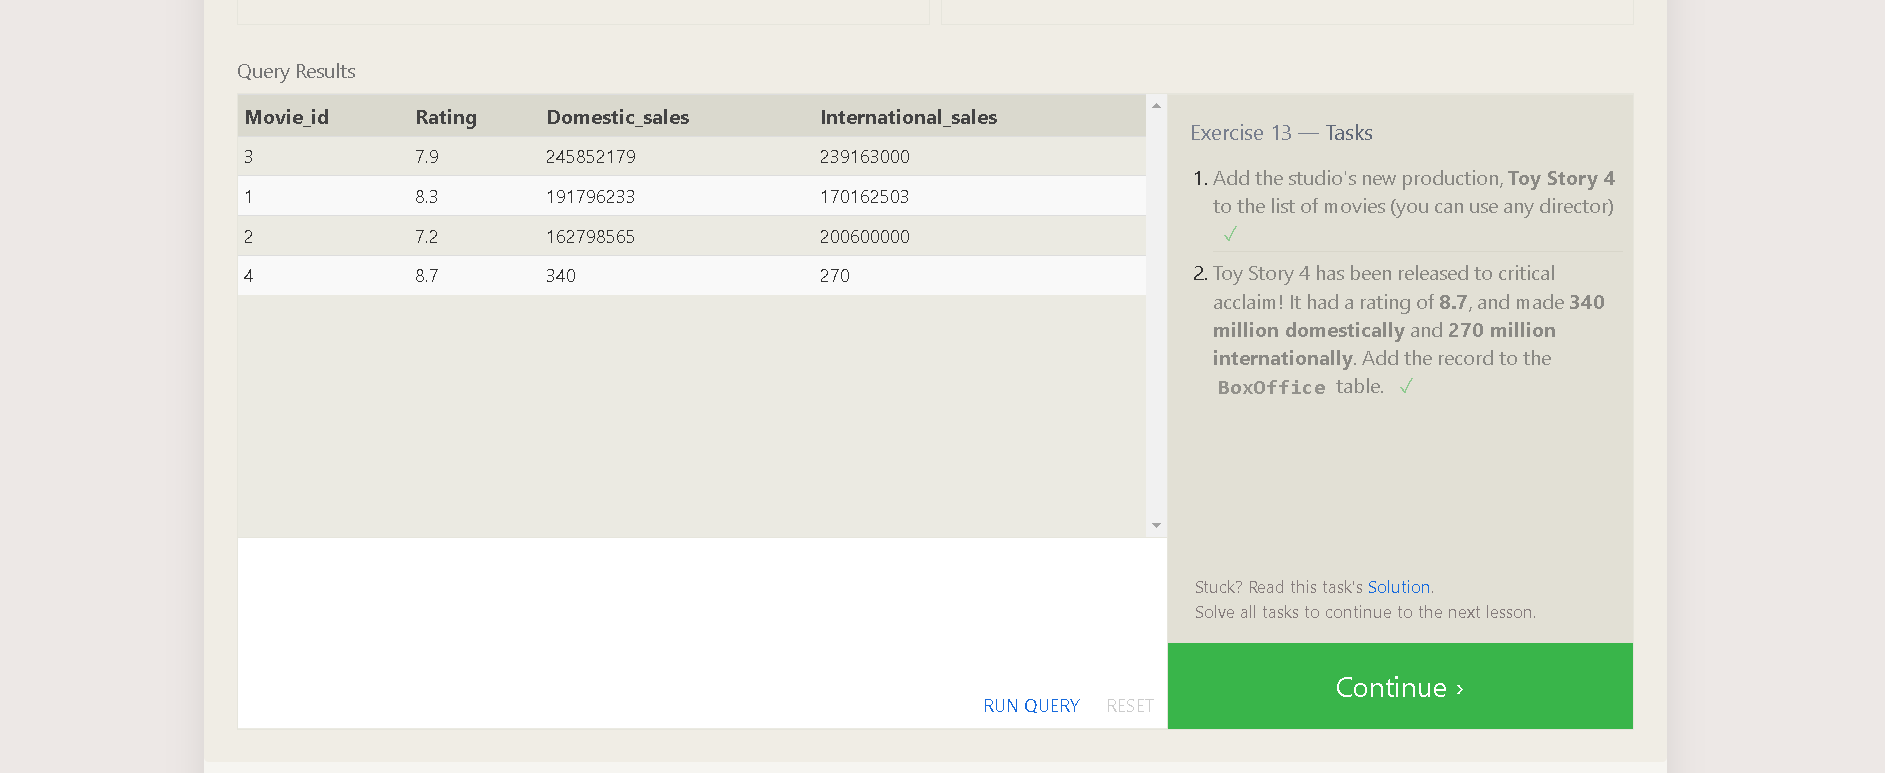 Query Results
Movie_id Rating Domestic_sales International_sales
3 7.9 245852179 239163000
1 8.3 191796233 170162503
2 7.2 162798565 200600000
4 8.7 340 270
Exercise 13 — Tasks
1. Add the studio's new production, Toy Story 4
to the list of movies (you can use any director)
✓
2. Toy Story 4 has been released to critical
acclaim! It had a rating of 8.7, and made 340
million domestically and 270 million
internationally. Add the record to the
BoxOffice table. ✓
Stuck? Read this task's Solution.
Solve all tasks to continue to the next lesson.
RUN QUERY RESET
Continue ›